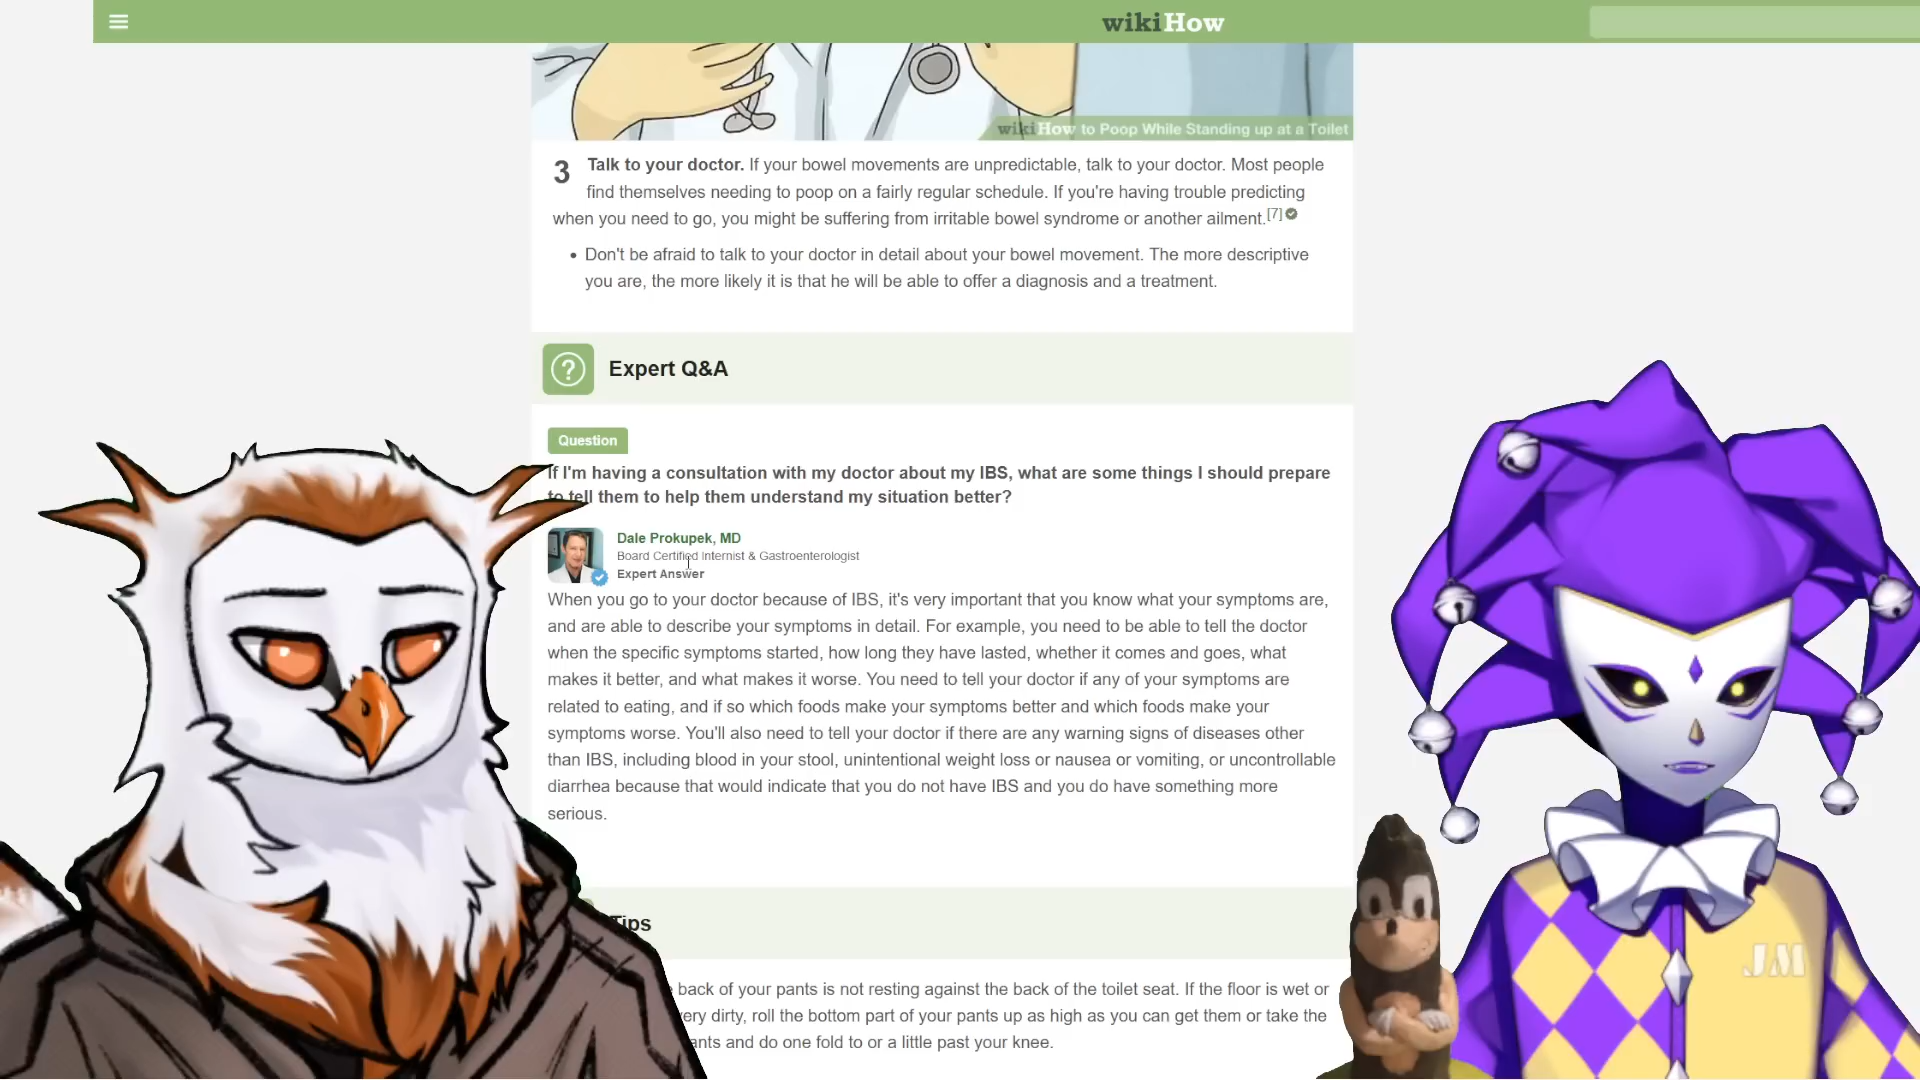 wikiHow
wikiHow to Poop While Standing up at a Toilet
3 Talk to your doctor. If your bowel movements are unpredictable, talk to your doctor. Most people
find themselves needing to poop on a fairly regular schedule. If you're having trouble predicting
when you need to go, you might be suffering from irritable bowel syndrome or another ailment.[7]
• Don't be afraid to talk to your doctor in detail about your bowel movement. The more descriptive
you are, the more likely it is that he will be able to offer a diagnosis and a treatment.
Expert Q&A
Question
If I'm having a consultation with my doctor about my IBS, what are some things I should prepare
to tell them to help them understand my situation better?
Dale Prokupek, MD
Board Certified Internist & Gastroenterologist
Expert Answer
When you go to your doctor because of IBS, it's very important that you know what your symptoms are,
and are able to describe your symptoms in detail. For example, you need to be able to tell the doctor
when the specific symptoms started, how long they have lasted, whether it comes and goes, what
makes it better, and what makes it worse. You need to tell your doctor if any of your symptoms are
related to eating, and if so which foods make your symptoms better and which foods make your
symptoms worse. You'll also need to tell your doctor if there are any warning signs of diseases other
than IBS, including blood in your stool, unintentional weight loss or nausea or vomiting, or uncontrollable
diarrhea because that would indicate that you do not have IBS and you do have something more
serious.
Tips
back of your pants is not resting against the back of the toilet seat. If the floor is wet or
dirty, roll the bottom part of your pants up as high as you can get them or take the
and do one fold to or a little past your knee.
JM